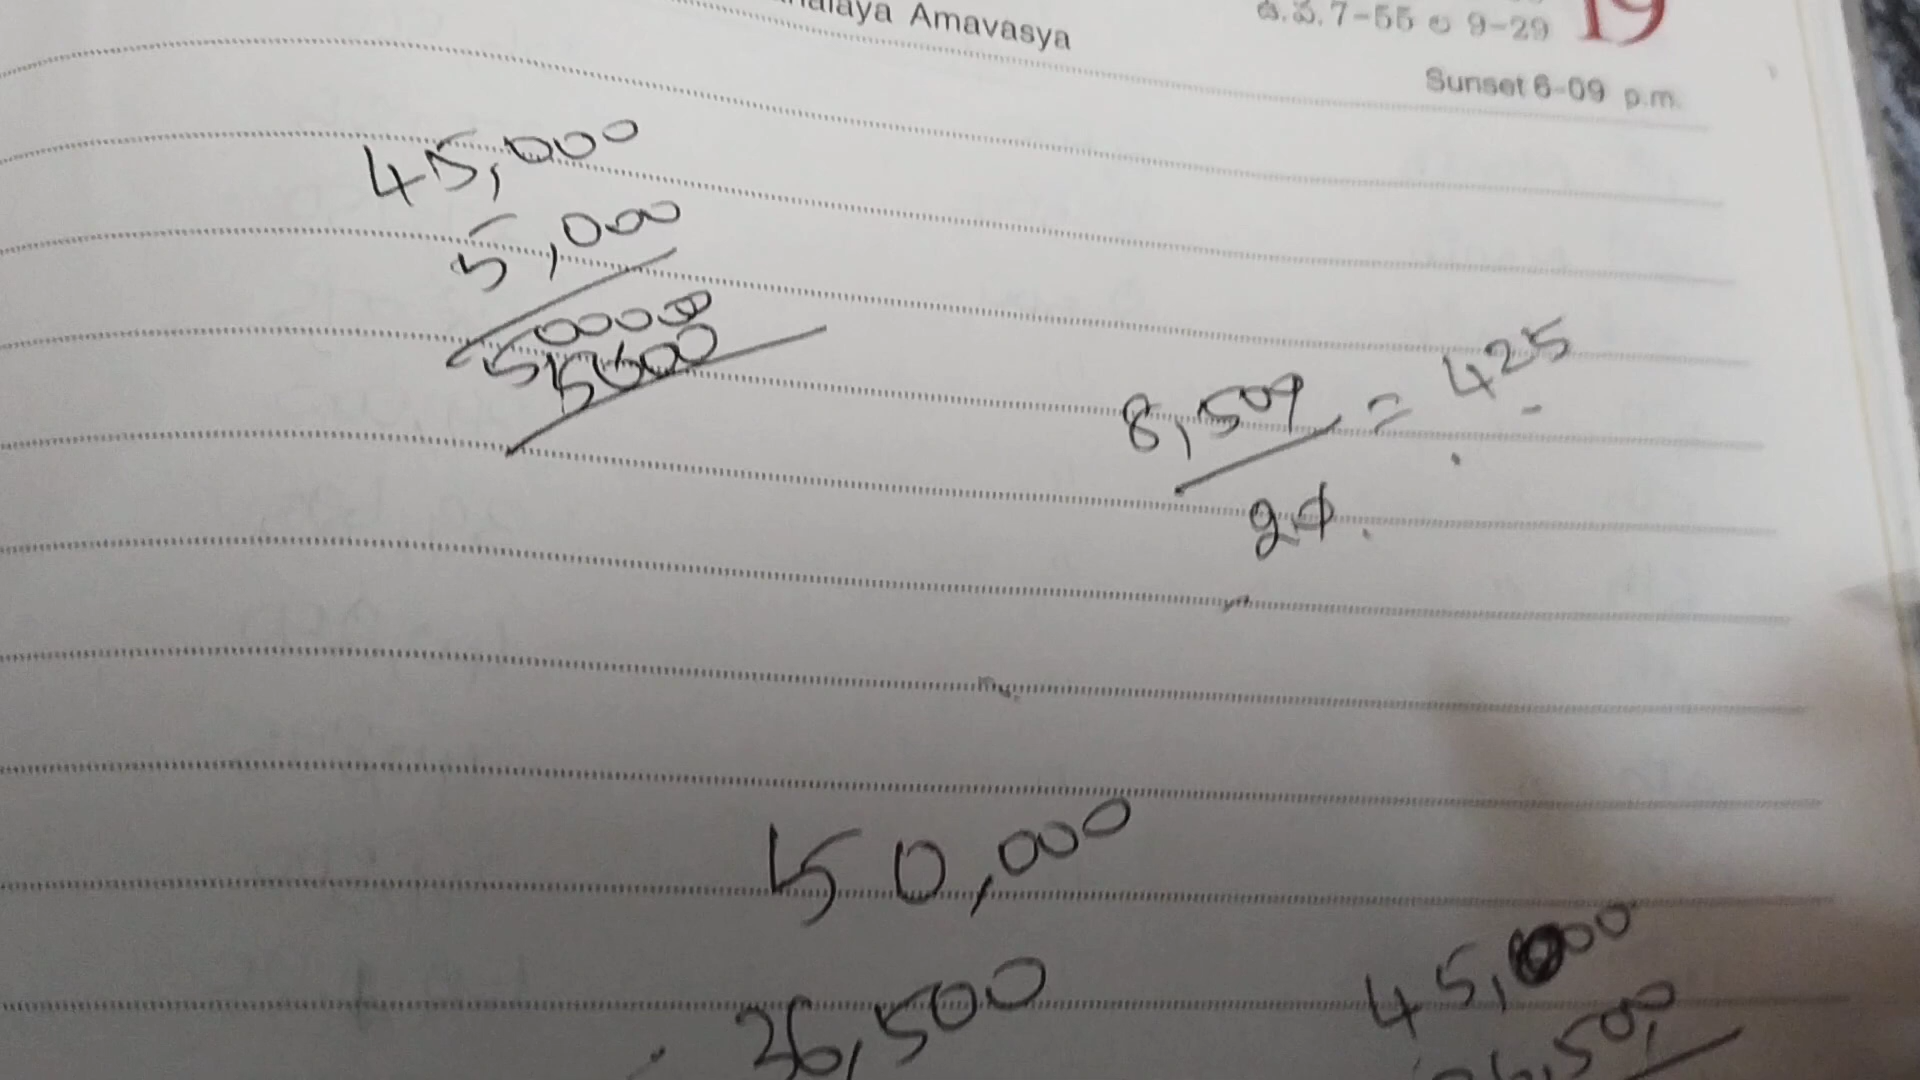 Amavasya
7-55 ల 9-29
19
Sunset 6-09 p.m.
45,000
5,000
8,509 = 425
20.
50,000
26,500
45,000